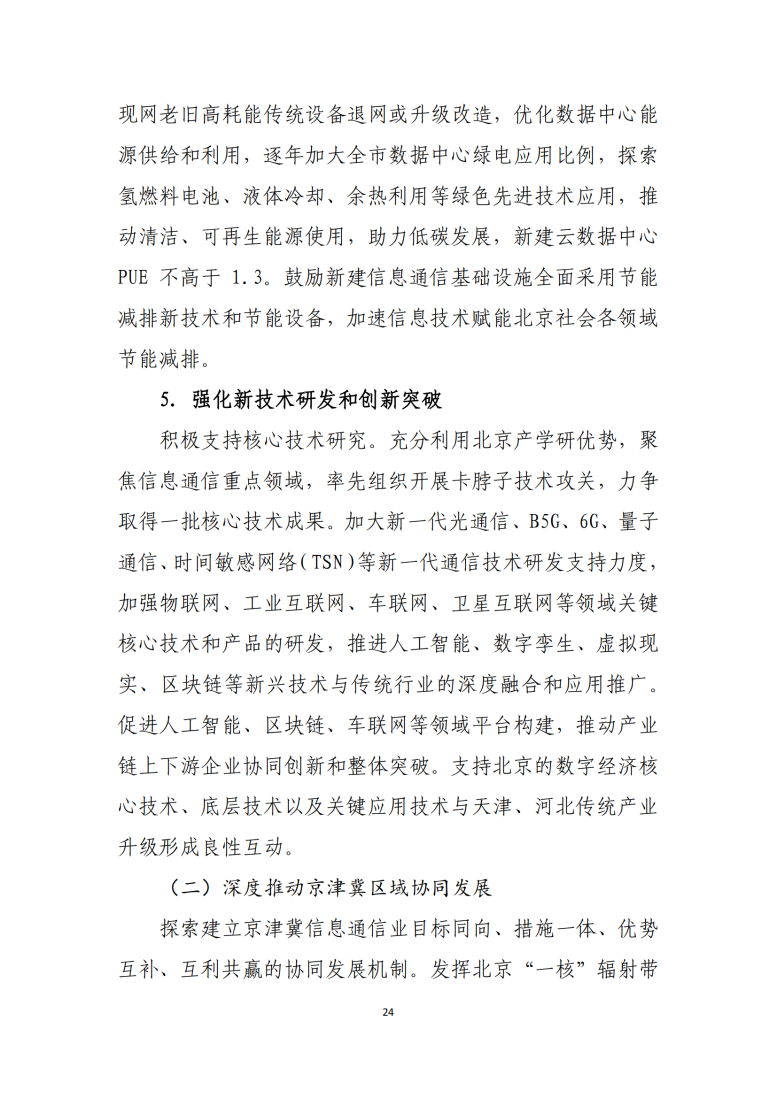 现网老旧高耗能传统设备退网或升级改造，优化数据中心能
源供给和利用，逐年加大全市数据中心绿电应用比例，探索
氢燃料电池、液体冷却、余热利用等绿色先进技术应用，推
动清洁、可再生能源使用，助力低碳发展，新建云数据中心
PUE 不高于 1.3。鼓励新建信息通信基础设施全面采用节能
减排新技术和节能设备，加速信息技术赋能北京社会各领域
节能减排。
5. 强化新技术研发和创新突破
积极支持核心技术研究。充分利用北京产学研优势，聚
焦信息通信重点领域，率先组织开展卡脖子技术攻关，力争
取得一批核心技术成果。加大新一代光通信、B5G、6G、量子
通信、时间敏感网络(TSN)等新一代通信技术研发支持力度，
加强物联网、工业互联网、车联网、卫星互联网等领域关键
核心技术和产品的研发，推进人工智能、数字孪生、虚拟现
实、区块链等新兴技术与传统行业的深度融合和应用推广。
促进人工智能、区块链、车联网等领域平台构建，推动产业
链上下游企业协同创新和整体突破。支持北京的数字经济核
心技术、底层技术以及关键应用技术与天津、河北传统产业
升级形成良性互动。
（二）深度推动京津冀区域协同发展
探索建立京津冀信息通信业目标同向、措施一体、优势
互补、互利共赢的协同发展机制。发挥北京“一核”辐射带
24